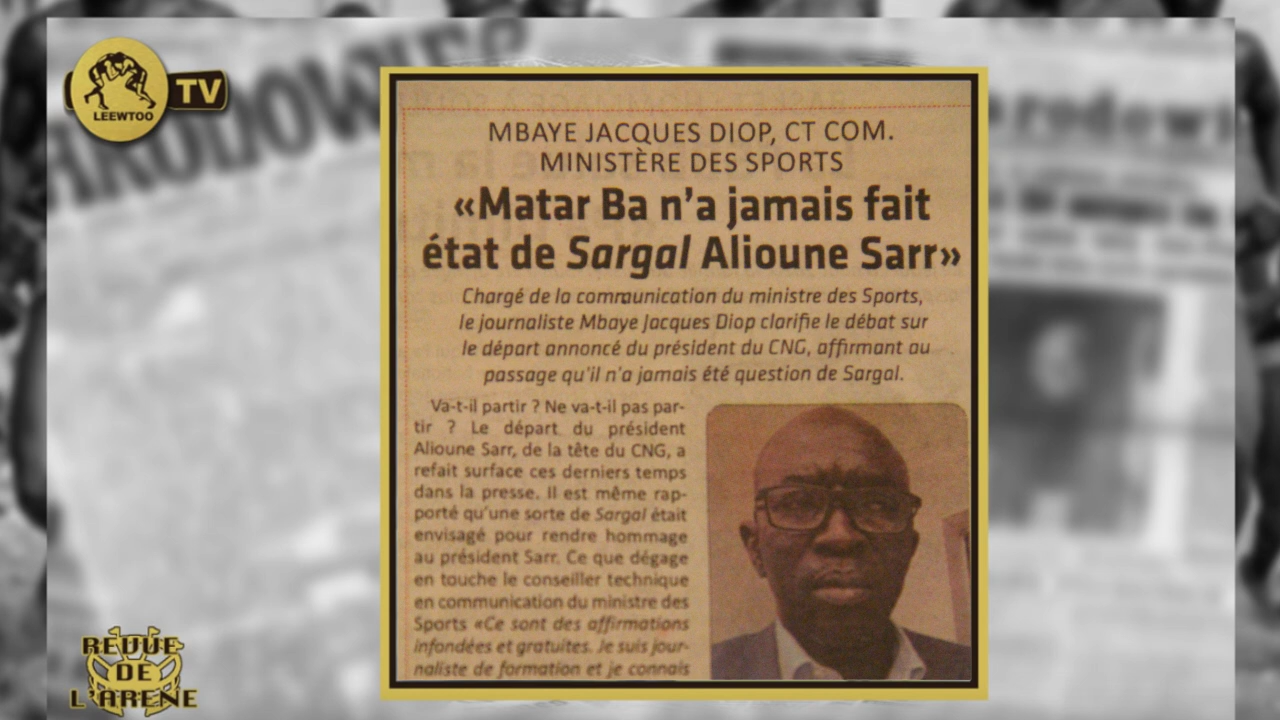 LEEWTOO
TV
MBAYE JACQUES DIOP, CT COM.
MINISTÈRE DES SPORTS
«Matar Ba n'a jamais fait
état de Sargal Alioune Sarr»
Chargé de la communication du ministre des Sports,
le journaliste Mbaye Jacques Diop clarifie le débat sur
le départ annoncé du président du CNG, affirmant au
passage qu'il n'a jamais été question de Sargal.
Va-t-il partir ? Ne va-t-il pas par-
tir ? Le départ du président
Alioune Sarr, de la tête du CNG, a
refait surface ces derniers temps
dans la presse. Il est même rap-
porté qu'une sorte de Sargal était
envisagé pour rendre hommage
au président Sarr. Ce que dégage
en touche le conseiller technique
en communication du ministre des
Sports «Ce sont des affirmations
infondées et gratuites. Je suis jour-
naliste de formation et je connais
REVUE
DE
L'ARENE